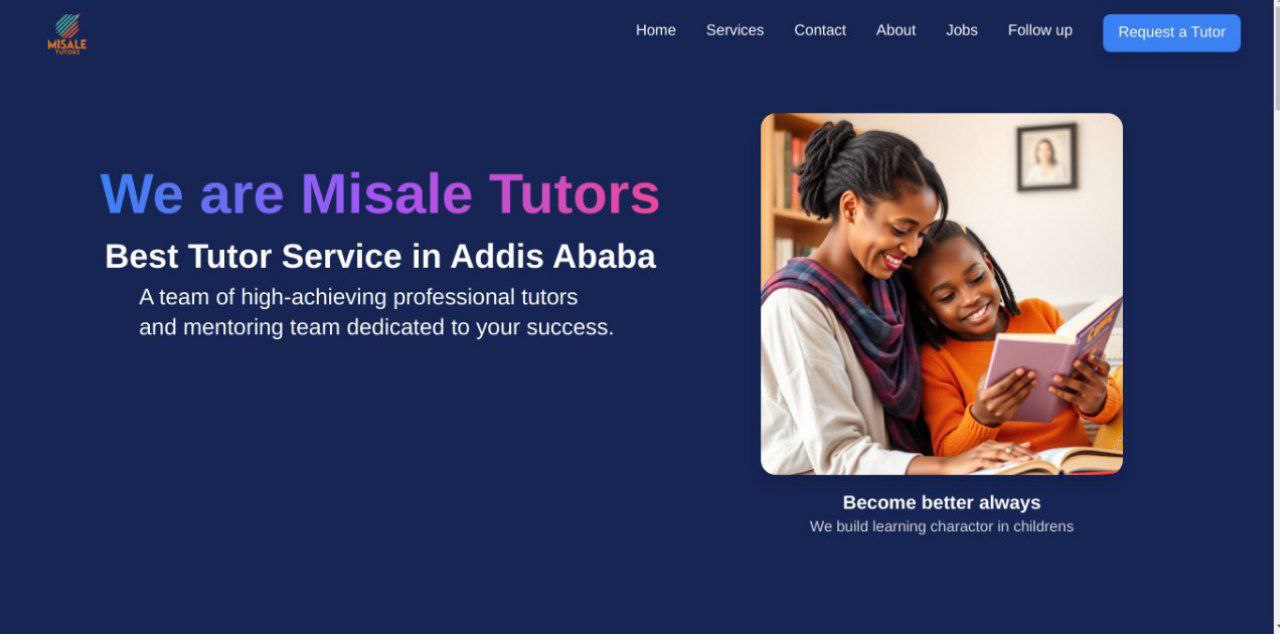 MISALE
TUTORS
Home
Services
Contact
About
Jobs
Follow up
Request a Tutor
We are Misale Tutors
Best Tutor Service in Addis Ababa
A team of high-achieving professional tutors
and mentoring team dedicated to your success.
Become better always
We build learning charactor in childrens